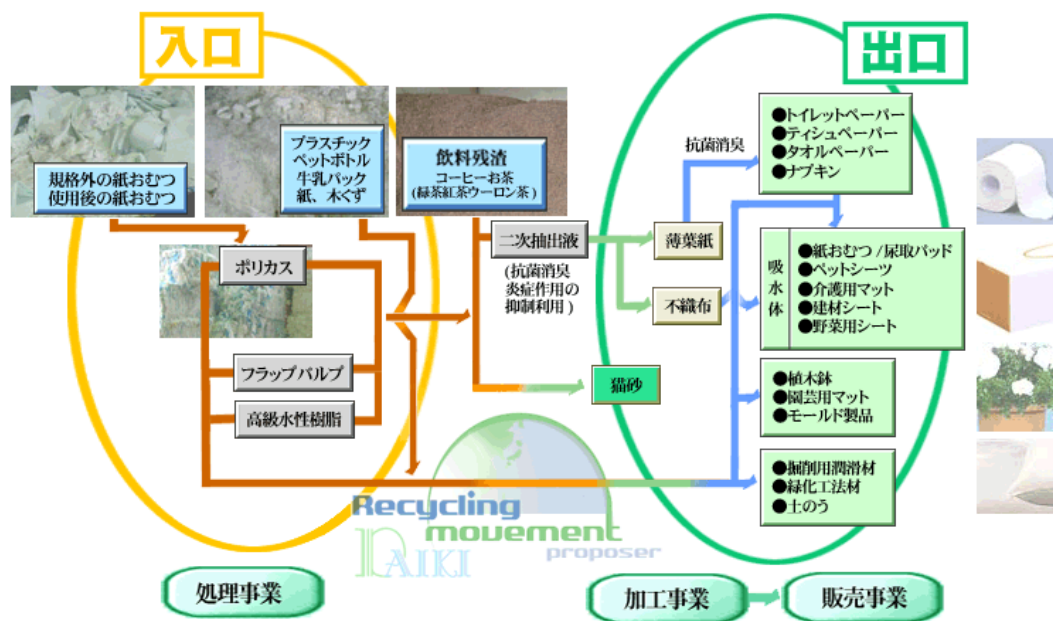 入口
出口
規格外の紙おむつ
使用後の紙おむつ
プラスチック
ペットボトル
牛乳パック
紙、木くず
飲料残渣
コーヒーお茶
(緑茶紅茶ウーロン茶)
ポリカス
フラップパルプ
高級水性樹脂
二次抽出液
(抗菌消臭
炎症作用の
抑制利用)
抗菌消臭
薄葉紙
不織布
猫砂
●トイレットペーパー
●ティシュペーパー
●タオルペーパー
●ナプキン
吸水体
●紙おむつ/尿取パッド
●ペットシーツ
●介護用マット
●建材シート
●野菜用シート
●植木鉢
●園芸用マット
●モールド製品
●掘削用潤滑材
●緑化工法材
●土のう
Recycling
movement
proposer
PAIKI
処理事業
加工事業
販売事業